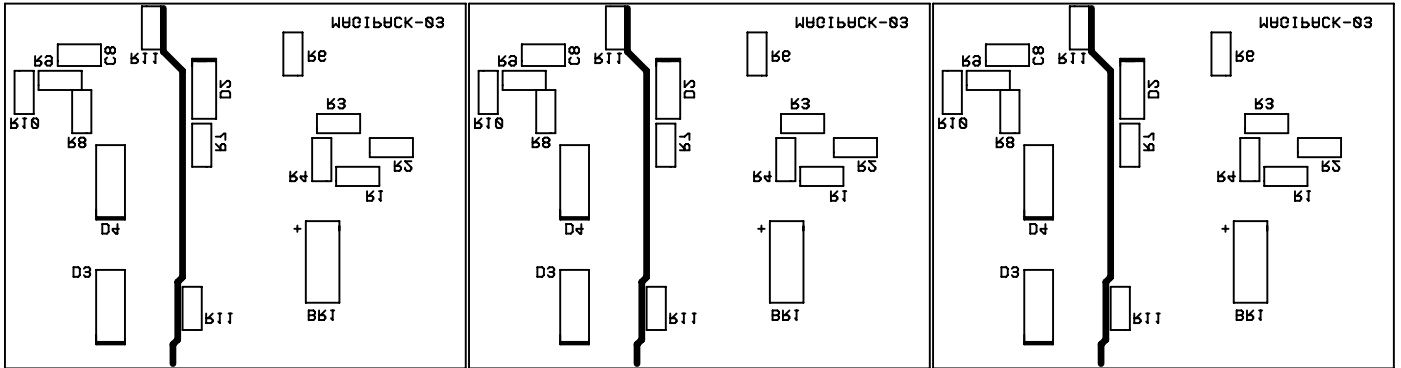 MAGIPACK-03
R11
R6
R9
C8
D2
R3
R10
R8
R7
R2
R4
R1
D4
+
D3
R11
BR1
MAGIPACK-03
R11
R6
R9
C8
D2
R3
R10
R8
R7
R2
R4
R1
D4
+
D3
R11
BR1
MAGIPACK-03
R11
R6
R9
C8
D2
R3
R10
R8
R7
R2
R4
R1
D4
+
D3
R11
BR1